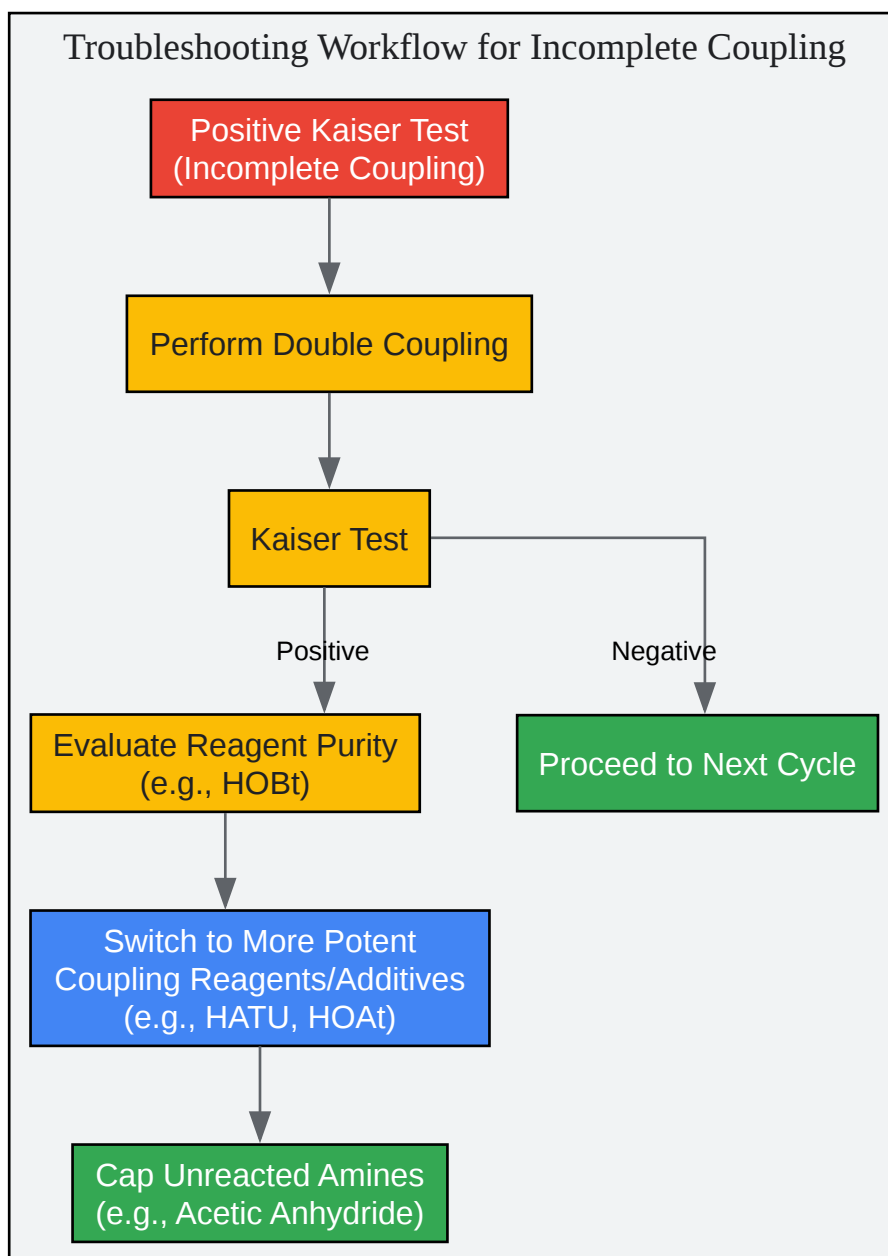 Troubleshooting Workflow for Incomplete Coupling
Positive Kaiser Test
(Incomplete Coupling)
Perform Double Coupling
Kaiser Test
Positive
Negative
Evaluate Reagent Purity
(e.g., HOBt)
Proceed to Next Cycle
Switch to More Potent
Coupling Reagents/Additives
(e.g., HATU, HOAt)
Cap Unreacted Amines
(e.g., Acetic Anhydride)